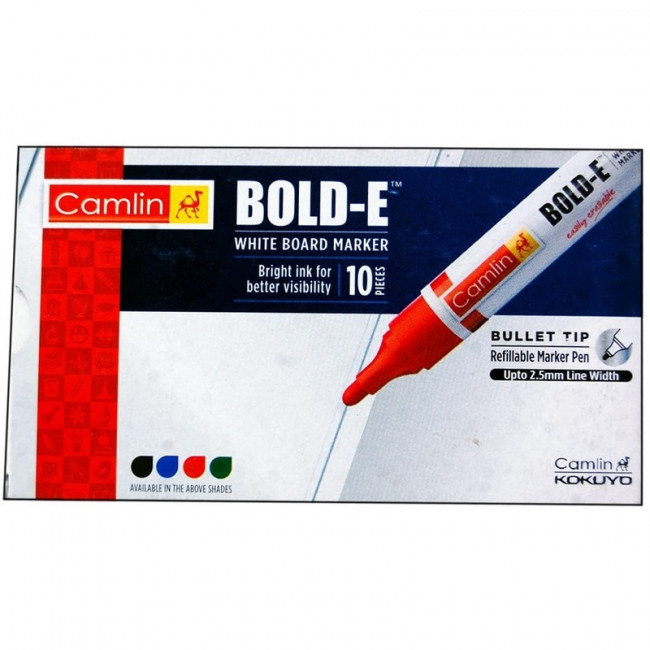 Camlin
BOLD-E™
WHITE BOARD MARKER
Bright ink for
better visibility
10 PIECES
BOLD-E™
easily erasable
Camlin
BULLET TIP
Refillable Marker Pen
Upto 2.5mm Line Width
AVAILABLE IN THE ABOVE SHADES
Camlin
KOKUYO